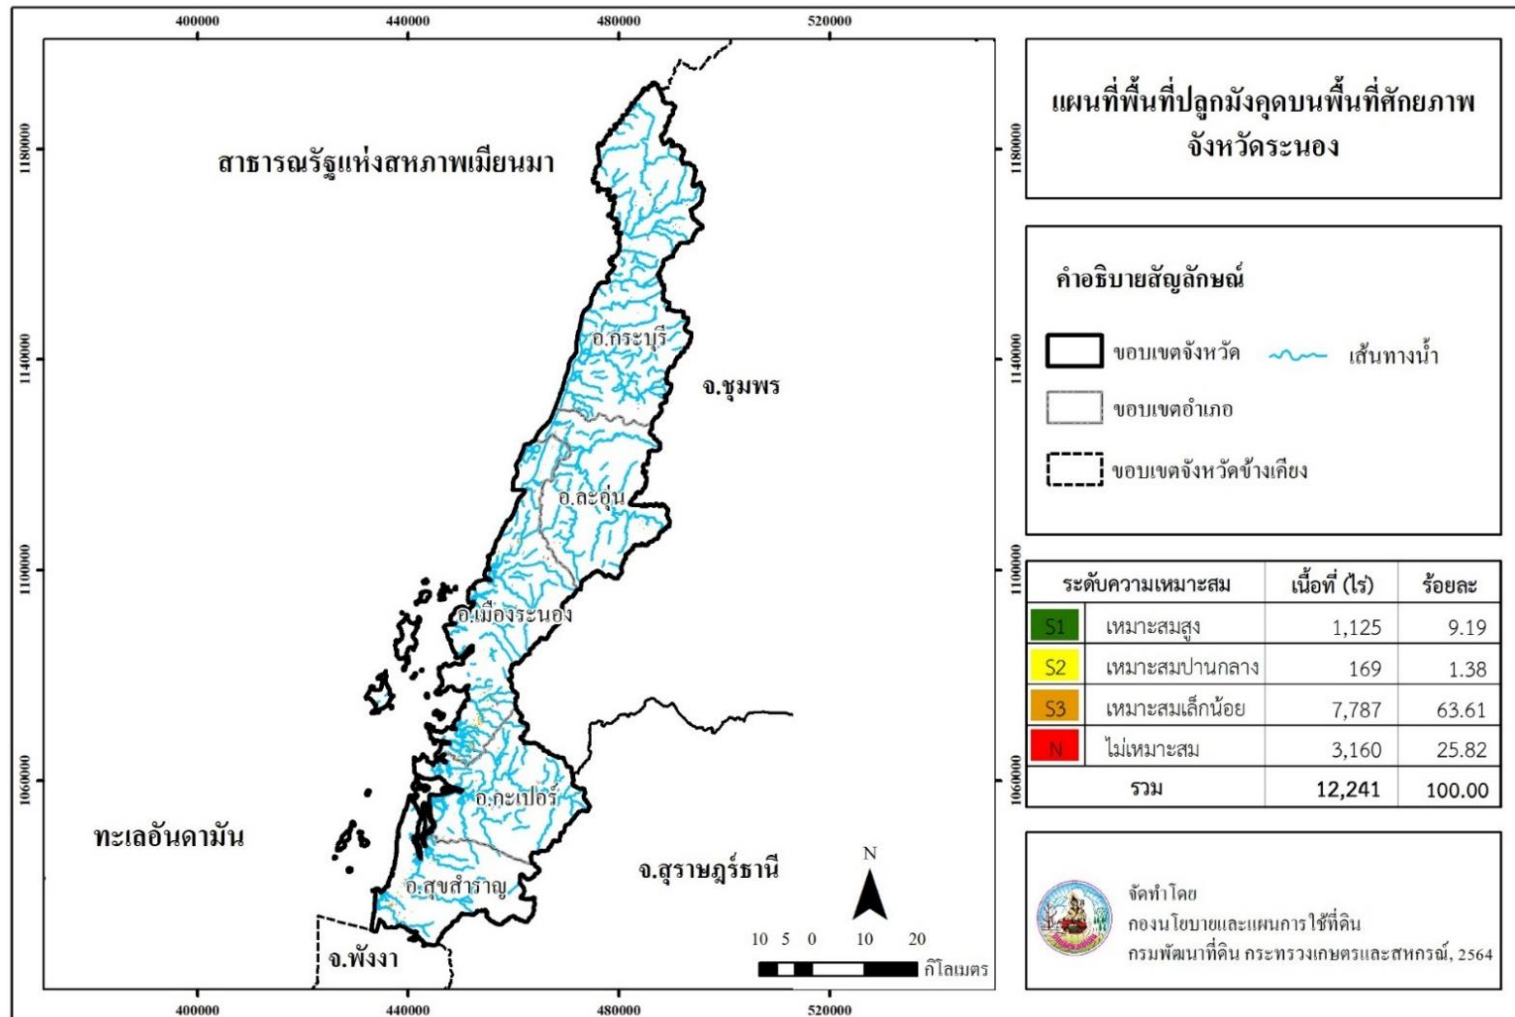 400000 440000 480000 520000
แผนที่พื้นที่ปลูกมังคุดบนพื้นที่ศักยภาพ
จังหวัดระนอง
สาธารณรัฐแห่งสหภาพเมียนมา
1180000 1180000
อ.กระบุรี
จ.ชุมพร
1140000 1140000
อ.ละอุ่น
1100000 1100000
อ.เมืองระนอง
อ.กะเปอร์
1060000 1060000
ทะเลอันดามัน
จ.สุราษฎร์ธานี
อ.สุขสำราญ
จ.พังงา
N
10 5 0 10 20
กิโลเมตร
400000 440000 480000 520000
คำอธิบายสัญลักษณ์
ขอบเขตจังหวัด เส้นทางน้ำ
ขอบเขตอำเภอ
ขอบเขตจังหวัดข้างเคียง
ระดับความเหมาะสม เนื้อที่ (ไร่) ร้อยละ
S1 เหมาะสมสูง 1,125 9.19
S2 เหมาะสมปานกลาง 169 1.38
S3 เหมาะสมเล็กน้อย 7,787 63.61
N ไม่เหมาะสม 3,160 25.82
รวม 12,241 100.00
จัดทำโดย
กองนโยบายและแผนการใช้ที่ดิน
กรมพัฒนาที่ดิน กระทรวงเกษตรและสหกรณ์, 2564